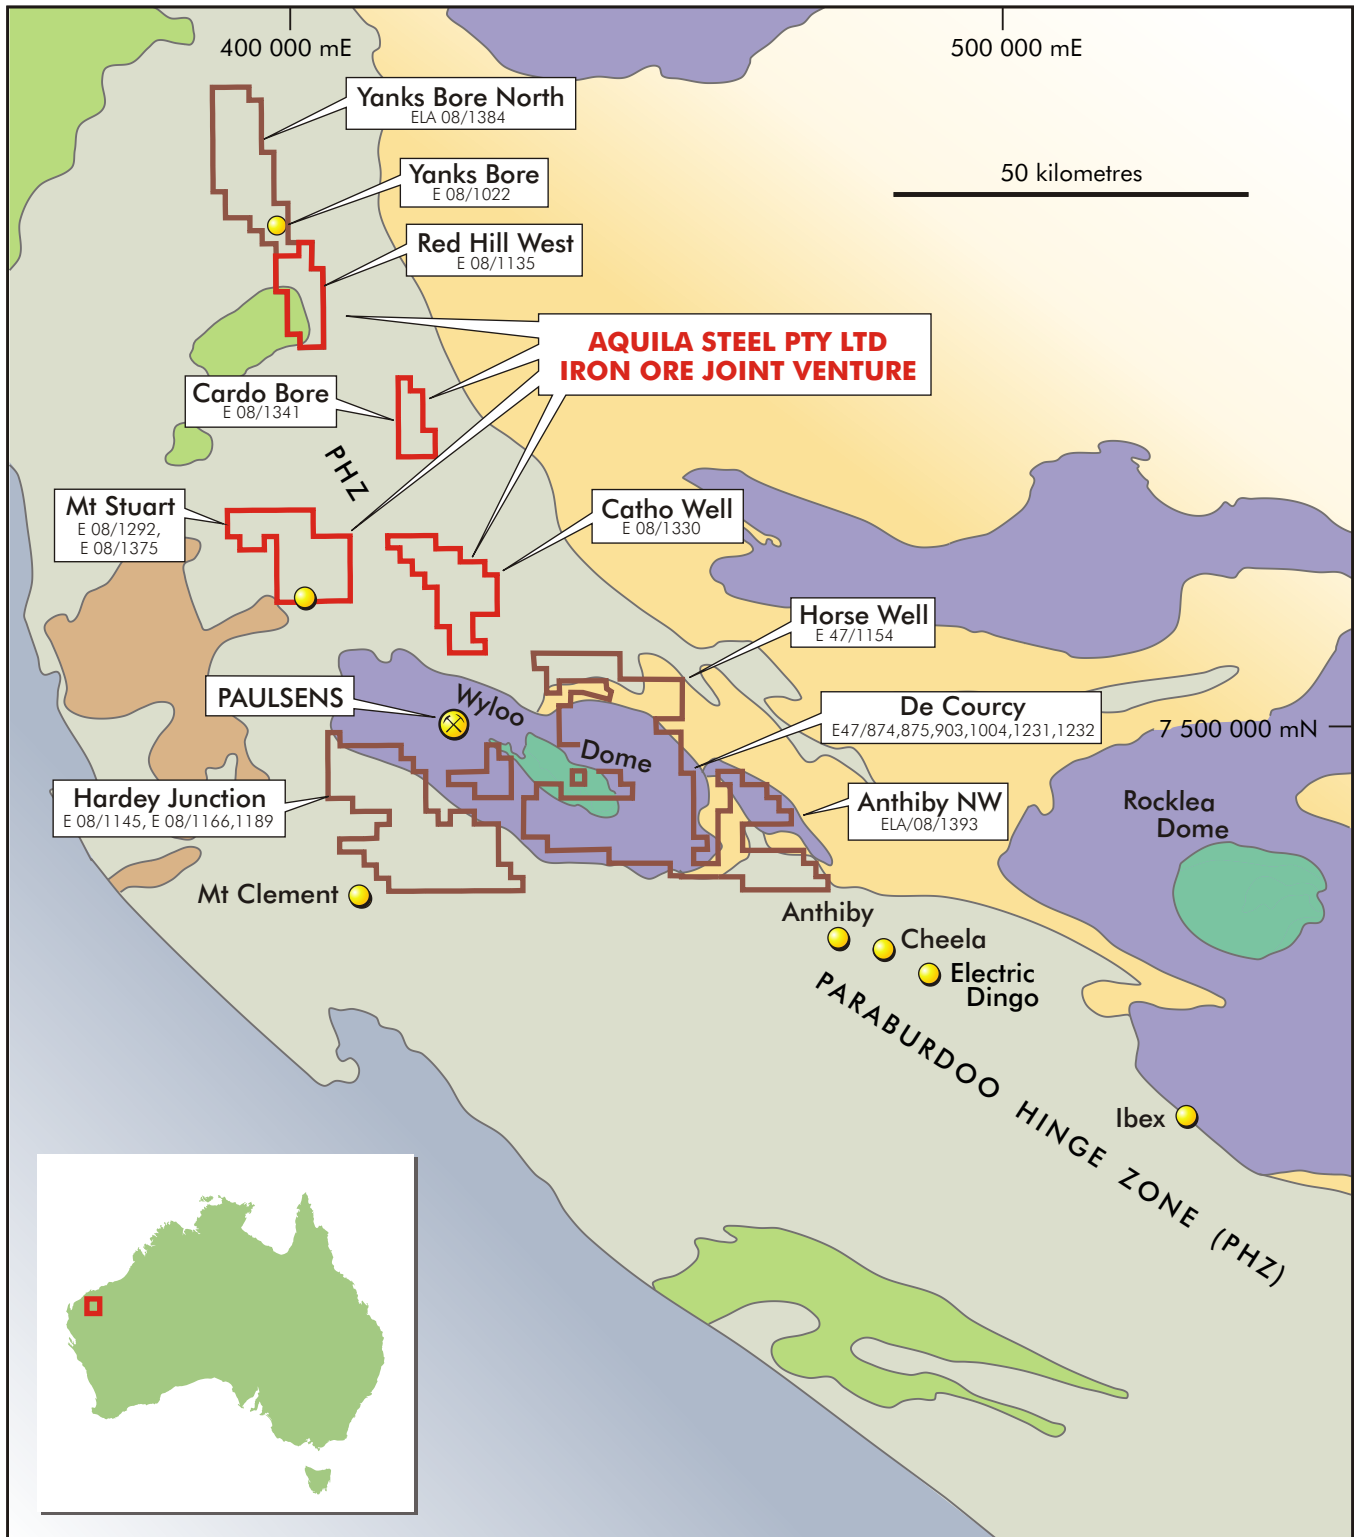 400 000 mE
500 000 mE
Yanks Bore North
ELA 08/1384
50 kilometres
Yanks Bore
E 08/1022
Red Hill West
E 08/1135
AQUILA STEEL PTY LTD
IRON ORE JOINT VENTURE
Cardo Bore
E 08/1341
PHZ
Mt Stuart
E 08/1292,
E 08/1375
Catho Well
E 08/1330
Horse Well
E 47/1154
PAULSENS
Wyloo
Dome
De Courcy
E47/874,875,903,1004,1231,1232
7 500 000 mN
Hardey Junction
E 08/1145, E 08/1166,1189
Anthiby NW
ELA/08/1393
Rocklea
Dome
Mt Clement
Anthiby
Cheela
Electric
Dingo
PARABURDOO HINGE ZONE (PHZ)
Ibex